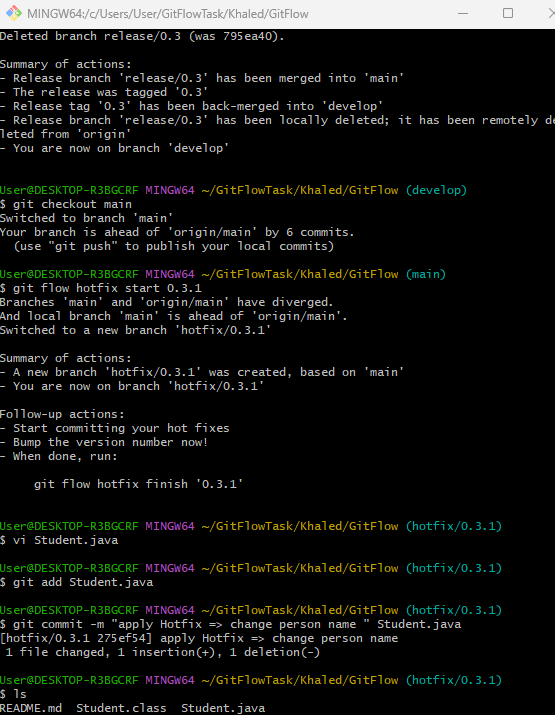 MINGW64:/c/Users/User/GitFlowTask/Khaled/GitFlow
Deleted branch release/0.3 (was 795ea40).
Summary of actions:
- Release branch 'release/0.3' has been merged into 'main'
- The release was tagged '0.3'
- Release tag '0.3' has been back-merged into 'develop'
- Release branch 'release/0.3' has been locally deleted; it has been remotely de
leted from 'origin'
- You are now on branch 'develop'
User@DESKTOP-R3BGCRF MINGW64 ~/GitFlowTask/Khaled/GitFlow (develop)
$ git checkout main
Switched to branch 'main'
Your branch is ahead of 'origin/main' by 6 commits.
  (use "git push" to publish your local commits)
User@DESKTOP-R3BGCRF MINGW64 ~/GitFlowTask/Khaled/GitFlow (main)
$ git flow hotfix start 0.3.1
Branches 'main' and 'origin/main' have diverged.
And local branch 'main' is ahead of 'origin/main'.
Switched to a new branch 'hotfix/0.3.1'
Summary of actions:
- A new branch 'hotfix/0.3.1' was created, based on 'main'
- You are now on branch 'hotfix/0.3.1'
Follow-up actions:
- Start committing your hot fixes
- Bump the version number now!
- When done, run:
     git flow hotfix finish '0.3.1'
User@DESKTOP-R3BGCRF MINGW64 ~/GitFlowTask/Khaled/GitFlow (hotfix/0.3.1)
$ vi Student.java
User@DESKTOP-R3BGCRF MINGW64 ~/GitFlowTask/Khaled/GitFlow (hotfix/0.3.1)
$ git add Student.java
User@DESKTOP-R3BGCRF MINGW64 ~/GitFlowTask/Khaled/GitFlow (hotfix/0.3.1)
$ git commit -m "apply Hotfix => change person name " Student.java
[hotfix/0.3.1 275ef54] apply Hotfix => change person name
 1 file changed, 1 insertion(+), 1 deletion(-)
User@DESKTOP-R3BGCRF MINGW64 ~/GitFlowTask/Khaled/GitFlow (hotfix/0.3.1)
$ ls
README.md  Student.class  Student.java